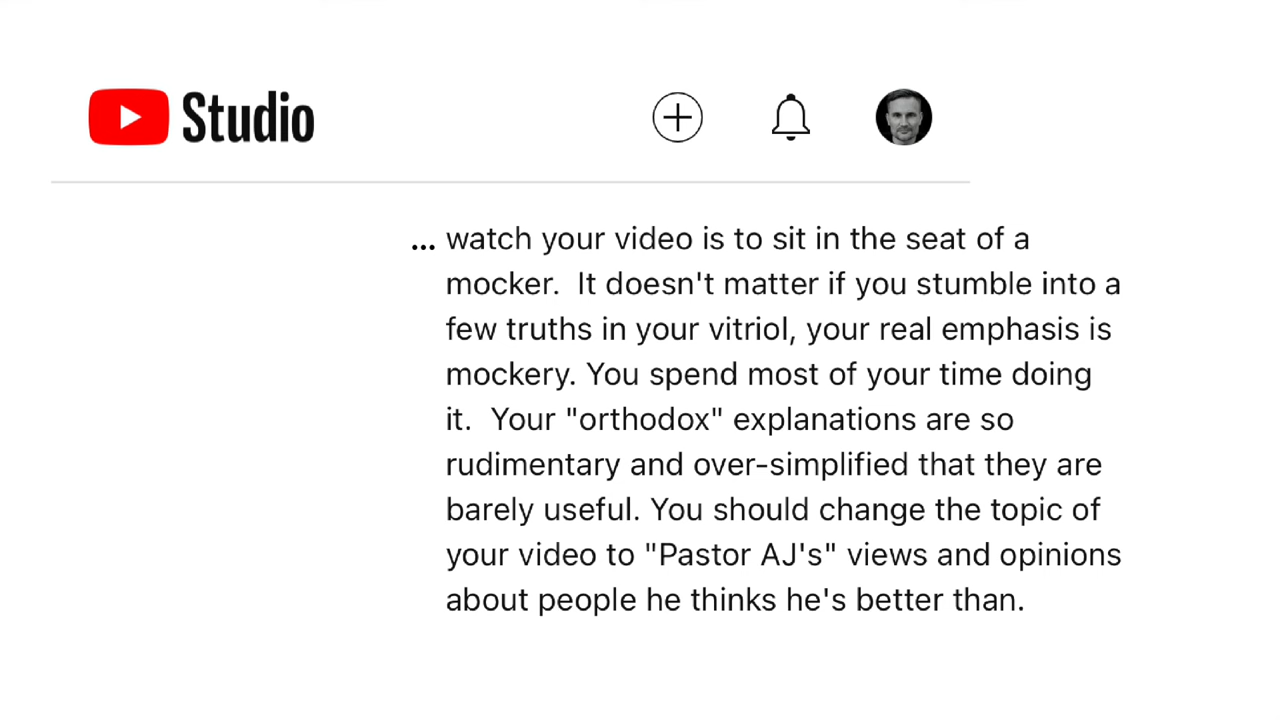 Studio
... watch your video is to sit in the seat of a
mocker.  It doesn't matter if you stumble into a
few truths in your vitriol, your real emphasis is
mockery. You spend most of your time doing
it.  Your "orthodox" explanations are so
rudimentary and over-simplified that they are
barely useful. You should change the topic of
your video to "Pastor AJ's" views and opinions
about people he thinks he's better than.